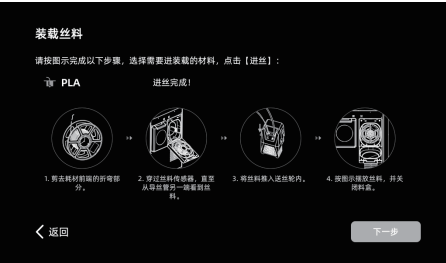 装载丝料
请按图示完成以下步骤，选择需要进装载的材料，点击【进丝】：
PLA 进丝完成！
1. 剪去耗材前端的折弯部
分。
2. 穿过丝料传感器，直至
从导丝管另一端看到丝
料。
3. 将丝料推入送丝轮内。
4. 按图示摆放丝料，并关
闭料盒。
返回
下一步